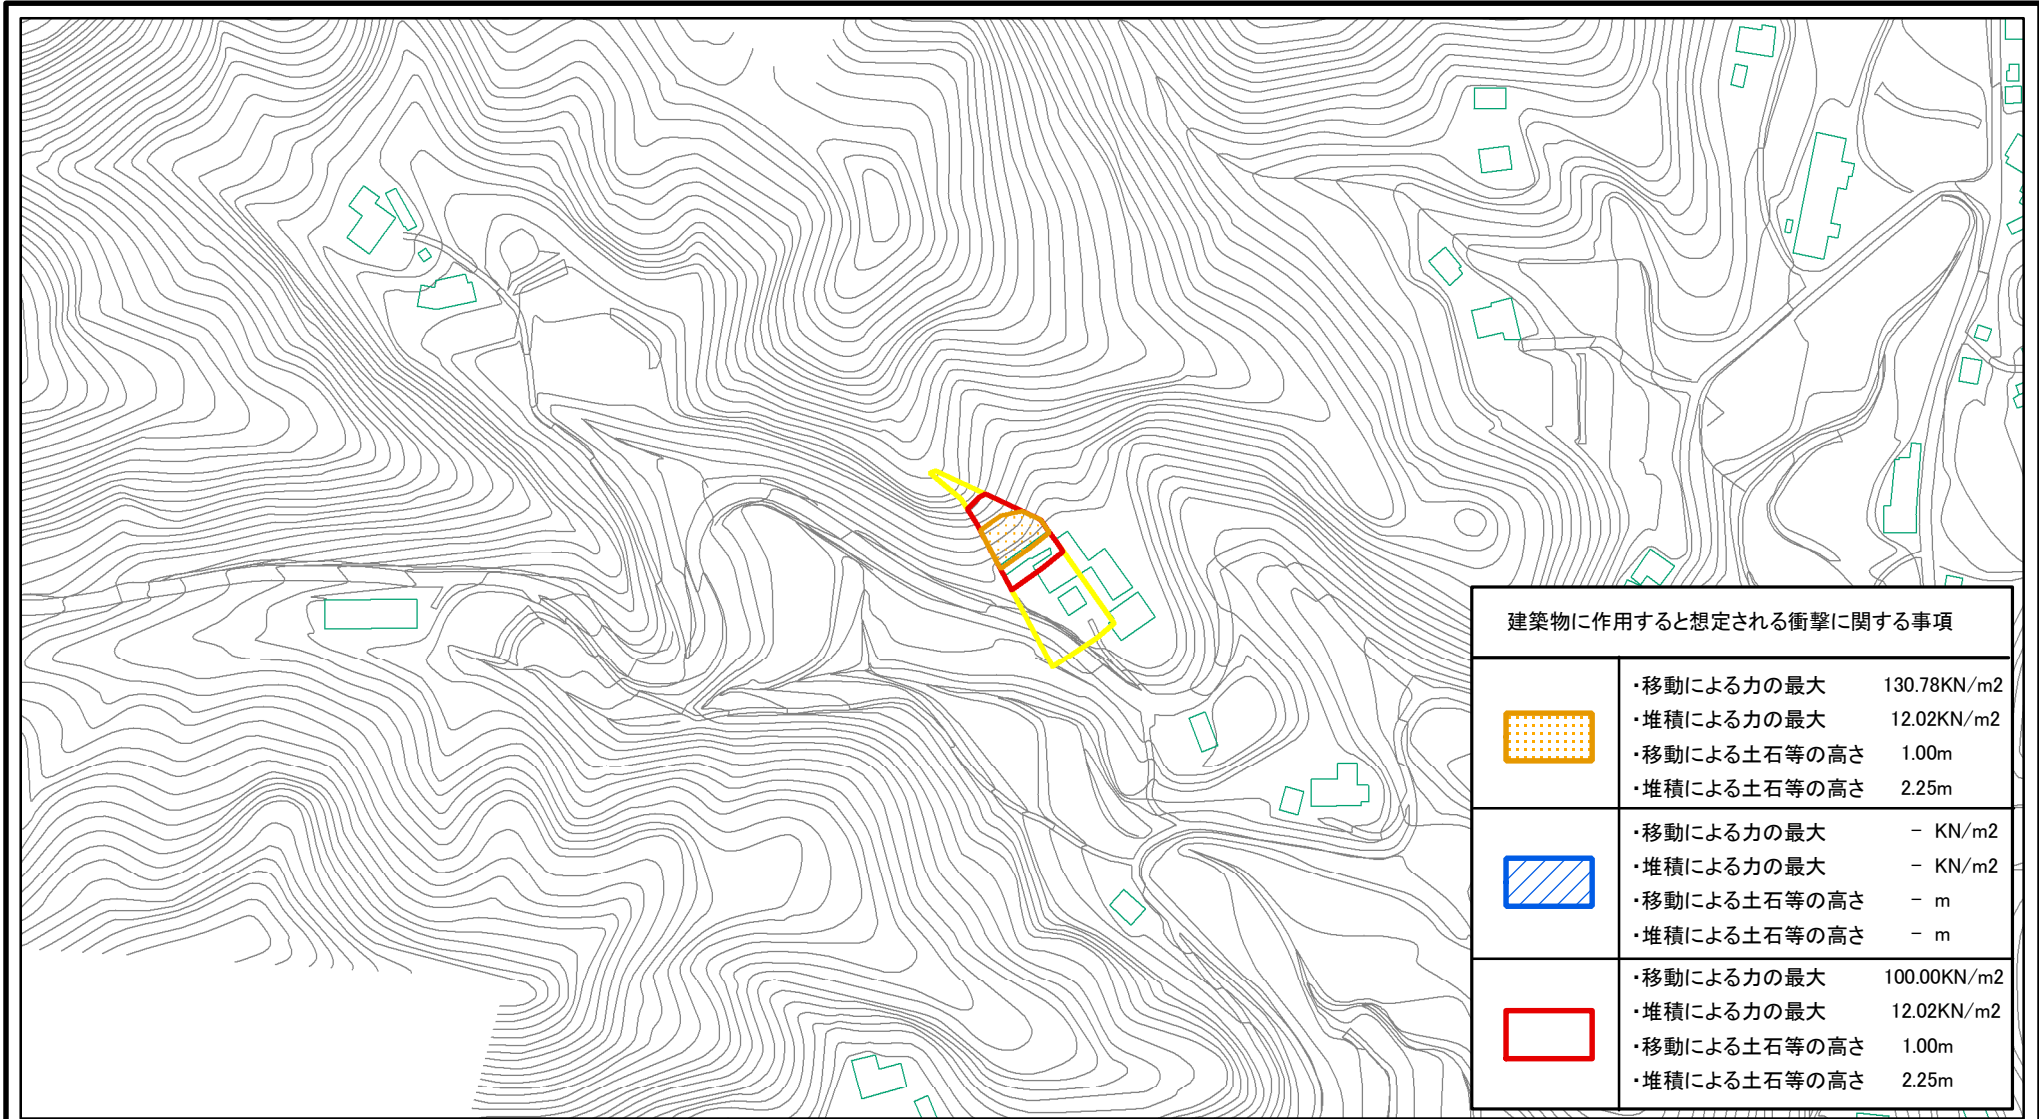 建築物に作用すると想定される衝撃に関する事項
・移動による力の最大 130.78KN/m2
・堆積による力の最大 12.02KN/m2
・移動による土石等の高さ 1.00m
・堆積による土石等の高さ 2.25m
・移動による力の最大 － KN/m2
・堆積による力の最大 － KN/m2
・移動による土石等の高さ － m
・堆積による土石等の高さ － m
・移動による力の最大 100.00KN/m2
・堆積による力の最大 12.02KN/m2
・移動による土石等の高さ 1.00m
・堆積による土石等の高さ 2.25m